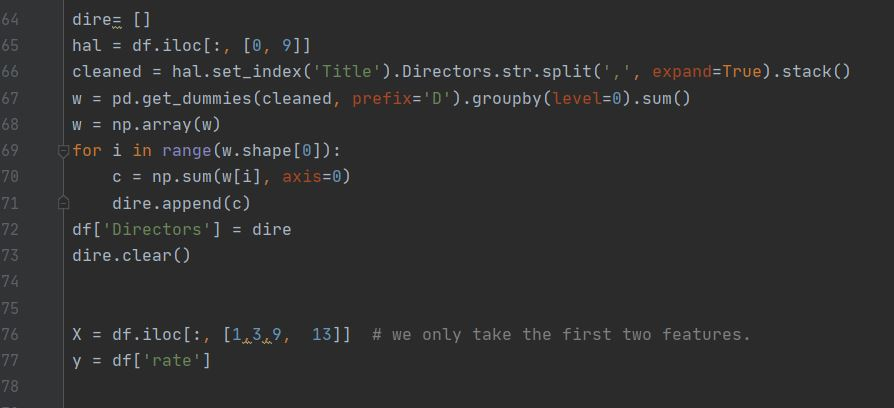 64 dire= []
65 hal = df.iloc[:, [0, 9]]
66 cleaned = hal.set_index('Title').Directors.str.split(',', expand=True).stack()
67 w = pd.get_dummies(cleaned, prefix='D').groupby(level=0).sum()
68 w = np.array(w)
69 for i in range(w.shape[0]):
70     c = np.sum(w[i], axis=0)
71     dire.append(c)
72 df['Directors'] = dire
73 dire.clear()
74
75
76 X = df.iloc[:, [1,3,9,  13]]  # we only take the first two features.
77 y = df['rate']
78